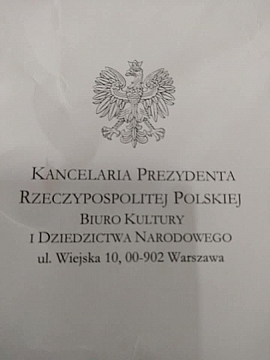 KANCELARIA PREZYDENTA
RZECZYPOSPOLITEJ POLSKIEJ
BIURO KULTURY
I DZIEDZICTWA NARODOWEGO
ul. Wiejska 10, 00-902 Warszawa